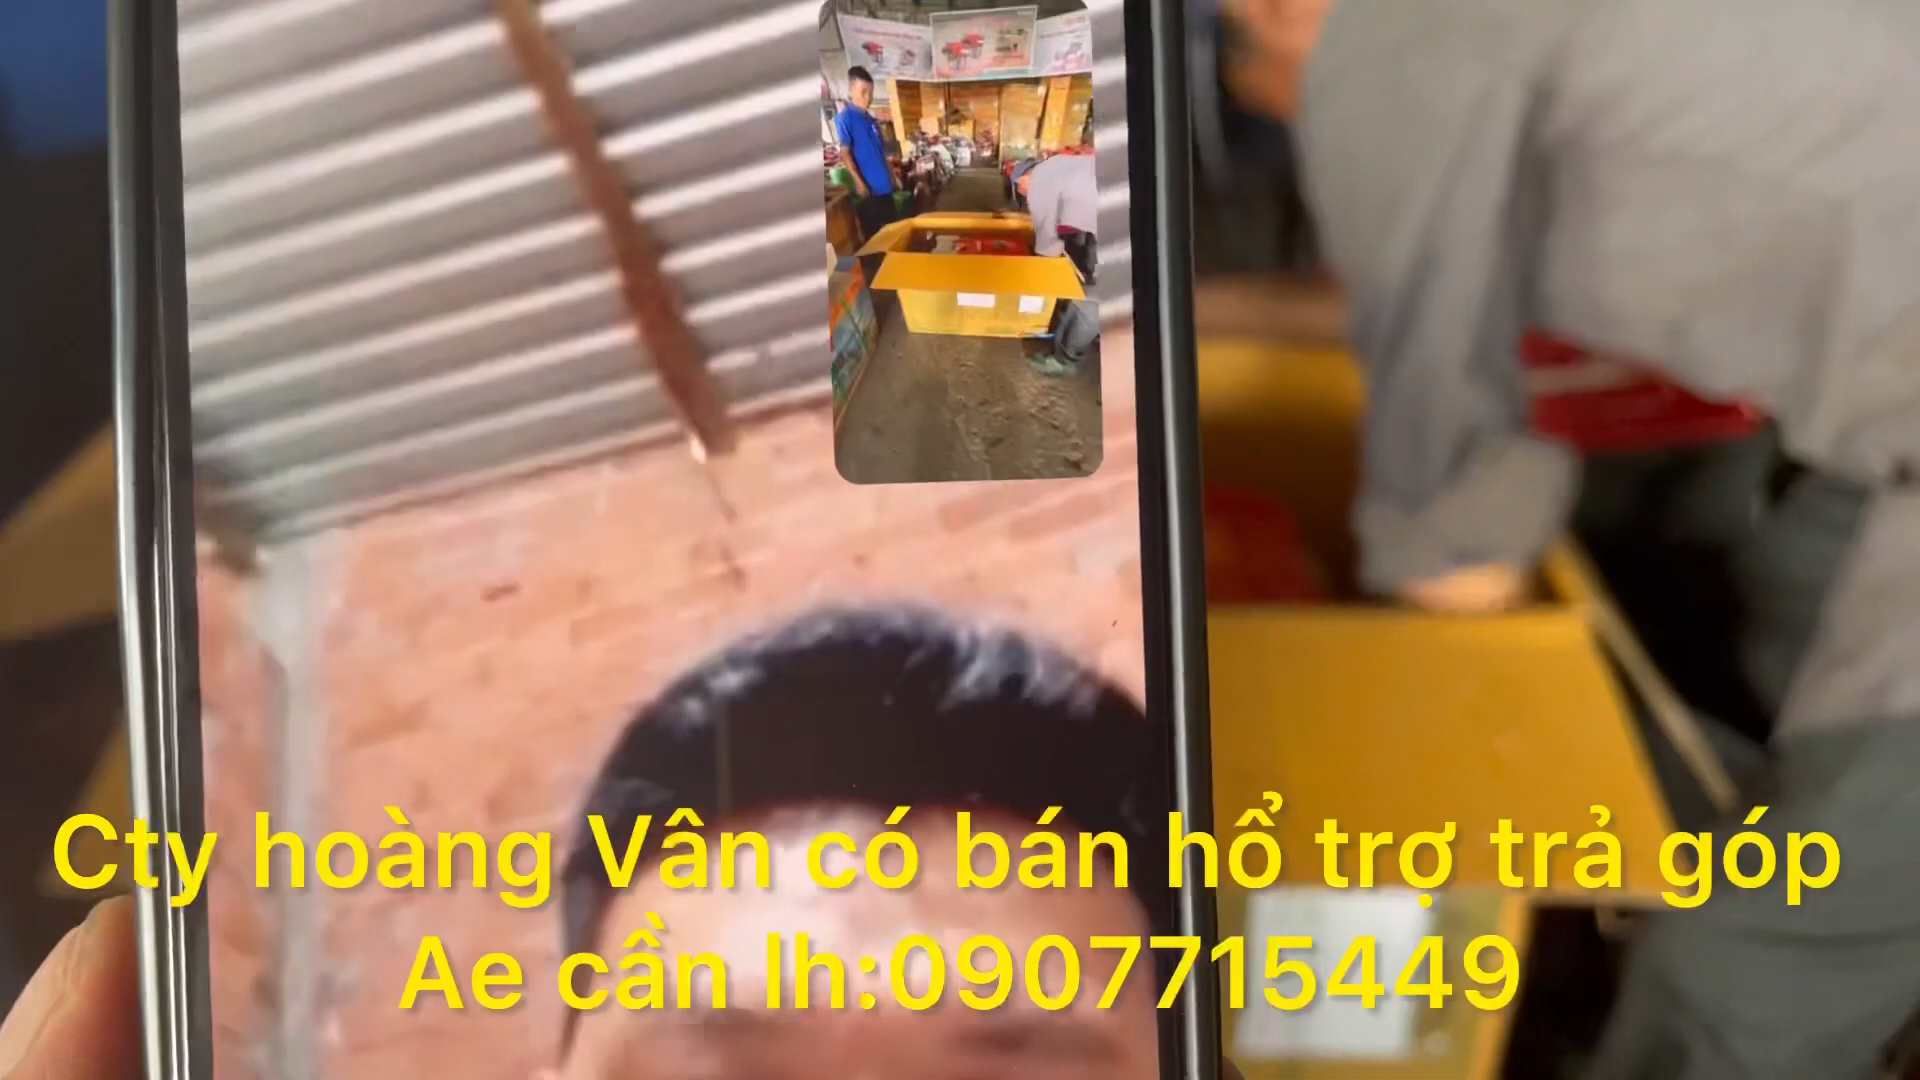 Cty hoàng Vân có bán hổ trợ trả góp
Ae cần lh:0907715449